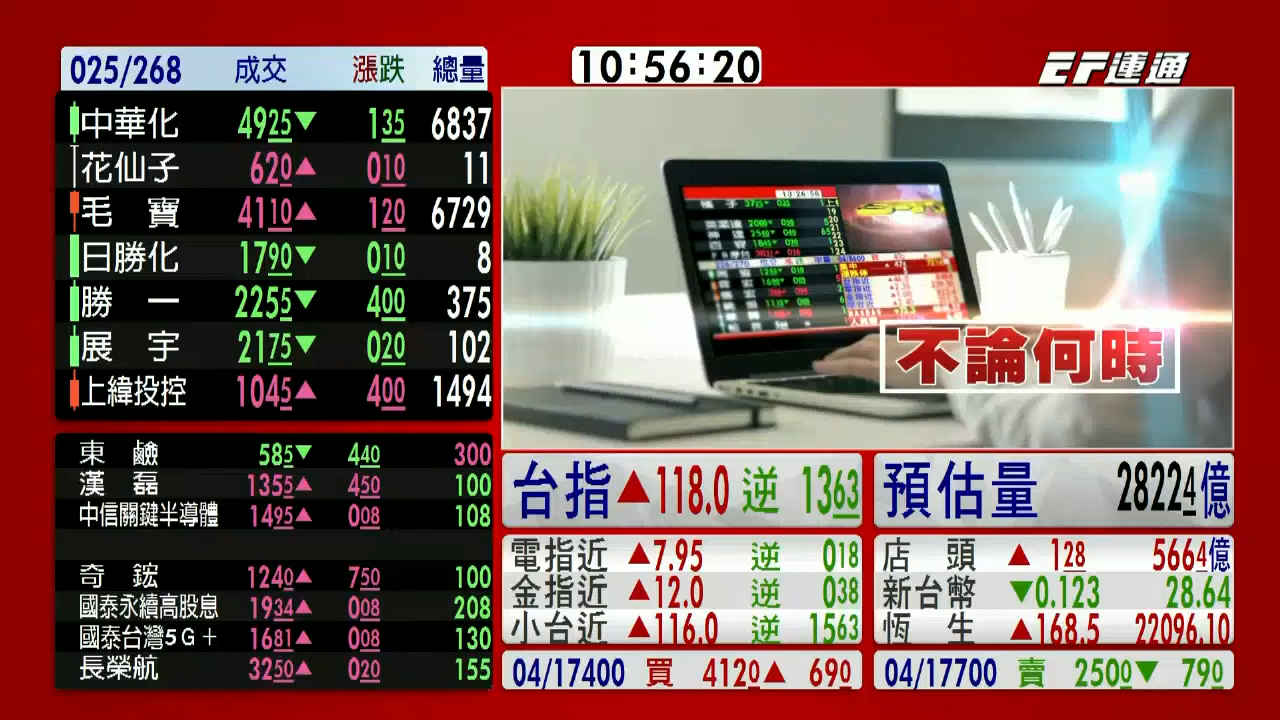 025/268 成交 漲跌 總量
10:56:20
EF運通
中華化 4925▼ 135 6837
花仙子 620▲ 010 11
毛寶 4110▲ 120 6729
日勝化 1790▼ 010 8
勝一 2255▼ 400 375
展宇 2175▼ 020 102
上緯投控 1045▲ 400 1494
東鹼 585▼ 440 300
漢磊 1355▲ 450 100
中信關鍵半導體 1495▲ 008 108
奇鋐 1240▲ 750 100
國泰永續高股息 1934▲ 008 208
國泰台灣5G＋ 1681▲ 008 130
長榮航 3250▲ 020 155
13:26:58
不論何時
台指▲118.0 逆 1363
預估量 28224億
電指近 ▲7.95 逆 018
金指近 ▲12.0 逆 038
小台近 ▲116.0 逆 1563
店頭 ▲ 128 5664億
新台幣 ▼0.123 28.64
恆生 ▲168.5 22096.10
04/17400 買 4120▲ 690
04/17700 賣 2500▼ 790